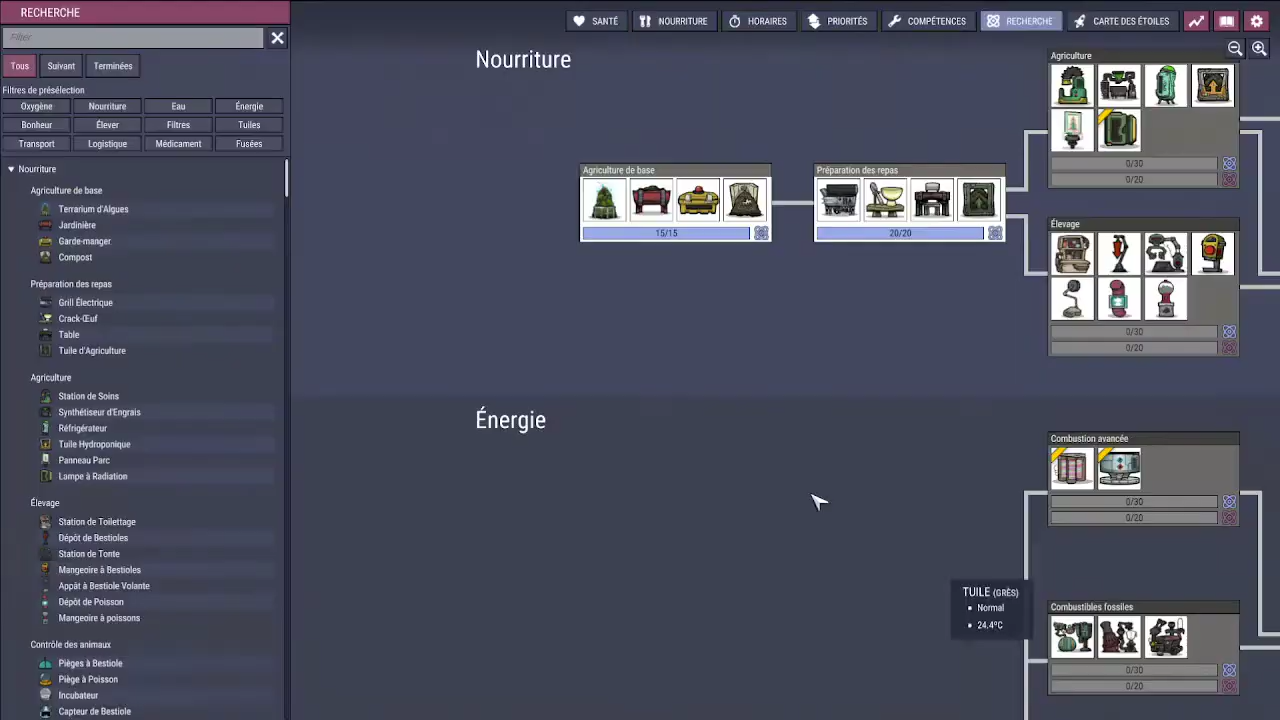 RECHERCHE
SANTÉ
NOURRITURE
HORAIRES
PRIORITÉS
COMPÉTENCES
RECHERCHE
CARTE DES ÉTOILES
Filter
Tous
Suivant
Terminées
Filtres de présélection
Oxygène
Nourriture
Eau
Énergie
Bonheur
Élever
Filtres
Tuiles
Transport
Logistique
Médicament
Fusées
Nourriture
Agriculture de base
Terrarium d'Algues
Jardinière
Garde-manger
Compost
Préparation des repas
Grill Électrique
Crack-Œuf
Table
Tuile d'Agriculture
Agriculture
Station de Soins
Synthétiseur d'Engrais
Réfrigérateur
Tuile Hydroponique
Panneau Parc
Lampe à Radiation
Élevage
Station de Toilettage
Dépôt de Bestioles
Station de Tonte
Mangeoire à Bestioles
Appât à Bestiole Volante
Dépôt de Poisson
Mangeoire à poissons
Contrôle des animaux
Pièges à Bestiole
Piège à Poisson
Incubateur
Capteur de Bestiole
Nourriture
Agriculture de base
15/15
Préparation des repas
20/20
Agriculture
0/30
0/20
Élevage
0/30
0/20
Énergie
Combustion avancée
0/30
0/20
TUILE (GRÈS)
Normal
24.4ºC
Combustibles fossiles
0/30
0/20